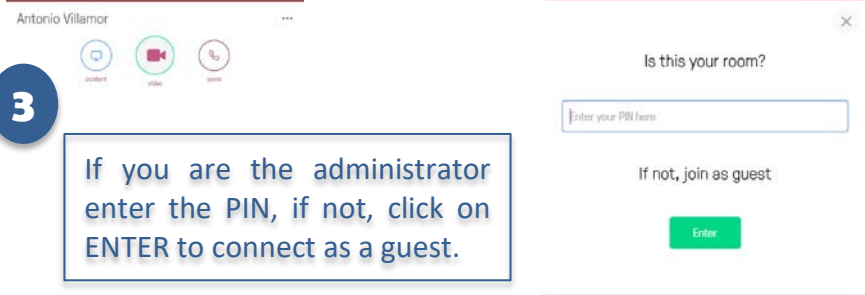 Antonio Villamor
...
content
video
voice
3
If you are the administrator
enter the PIN, if not, click on
ENTER to connect as a guest.
Is this your room?
Enter your PIN here
If not, join as guest
Enter